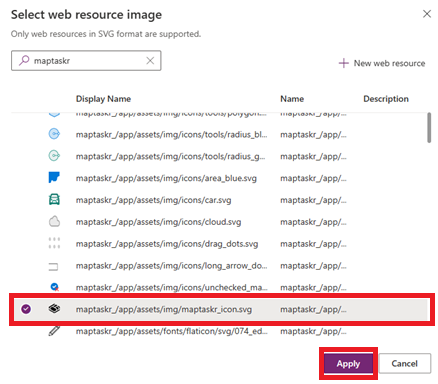 Select web resource image
Only web resources in SVG format are supported.
maptaskr
New web resource
Display Name Name Description
maptaskr_/app/assets/img/icons/tools/polygon... maptaskr_/app/...
maptaskr_/app/assets/img/icons/tools/radius_bl... maptaskr_/app/...
maptaskr_/app/assets/img/icons/tools/radius_g... maptaskr_/app/...
maptaskr_/app/assets/img/icons/area_blue.svg maptaskr_/app/...
maptaskr_/app/assets/img/icons/car.svg maptaskr_/app/...
maptaskr_/app/assets/img/icons/cloud.svg maptaskr_/app/...
maptaskr_/app/assets/img/icons/drag_dots.svg maptaskr_/app/...
maptaskr_/app/assets/img/icons/long_arrow_do... maptaskr_/app/...
maptaskr_/app/assets/img/icons/unchecked_ma... maptaskr_/app/...
maptaskr_/app/assets/img/maptaskr_icon.svg maptaskr_/app/...
maptaskr_/app/assets/fonts/flaticon/svg/074_ed... maptaskr_/app/...
Apply Cancel